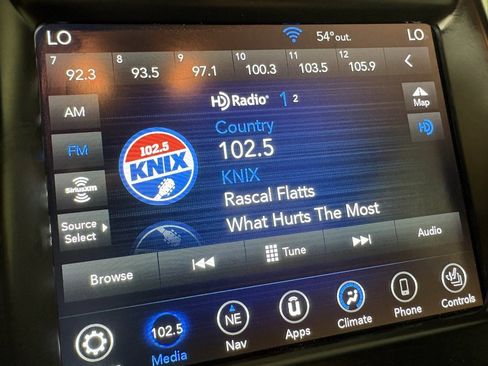 LO 54° out. LO
7 8 9 10 11 12
92.3 93.5 97.1 100.3 103.5 105.9
HD Radio 1 2
Map
AM
Country
102.5
102.5
KNIX
FM
HD
KNIX
Rascal Flatts
What Hurts The Most
SiriusXM
Source
Select
Browse
Tune
Audio
102.5
Media
NE
Nav
Apps
Climate
Phone
Controls